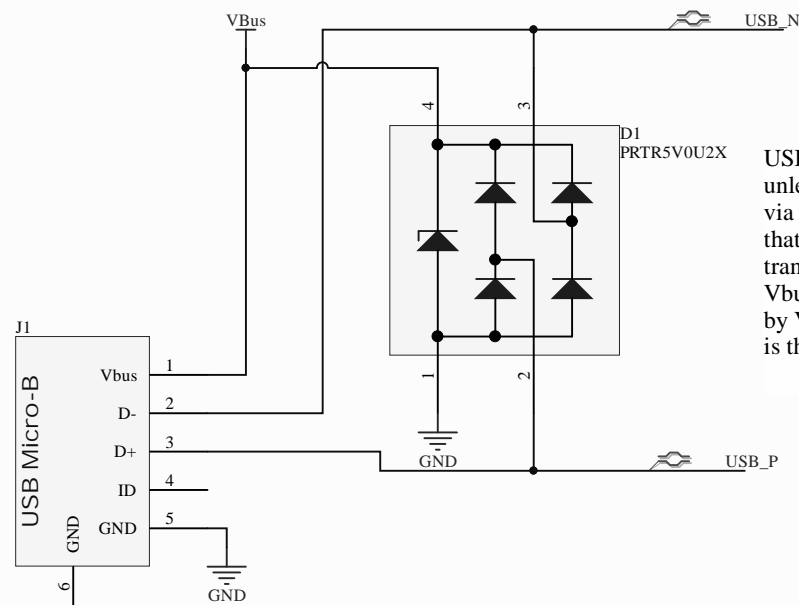 VBus
USB_N
4
3
D1
PRTR5V0U2X
USB
unle
via
that
tran
Vbu
by V
is th
J1
USB Micro-B
Vbus
1
D-
2
D+
3
ID
4
GND
5
GND
6
1
2
GND
USB_P
GND